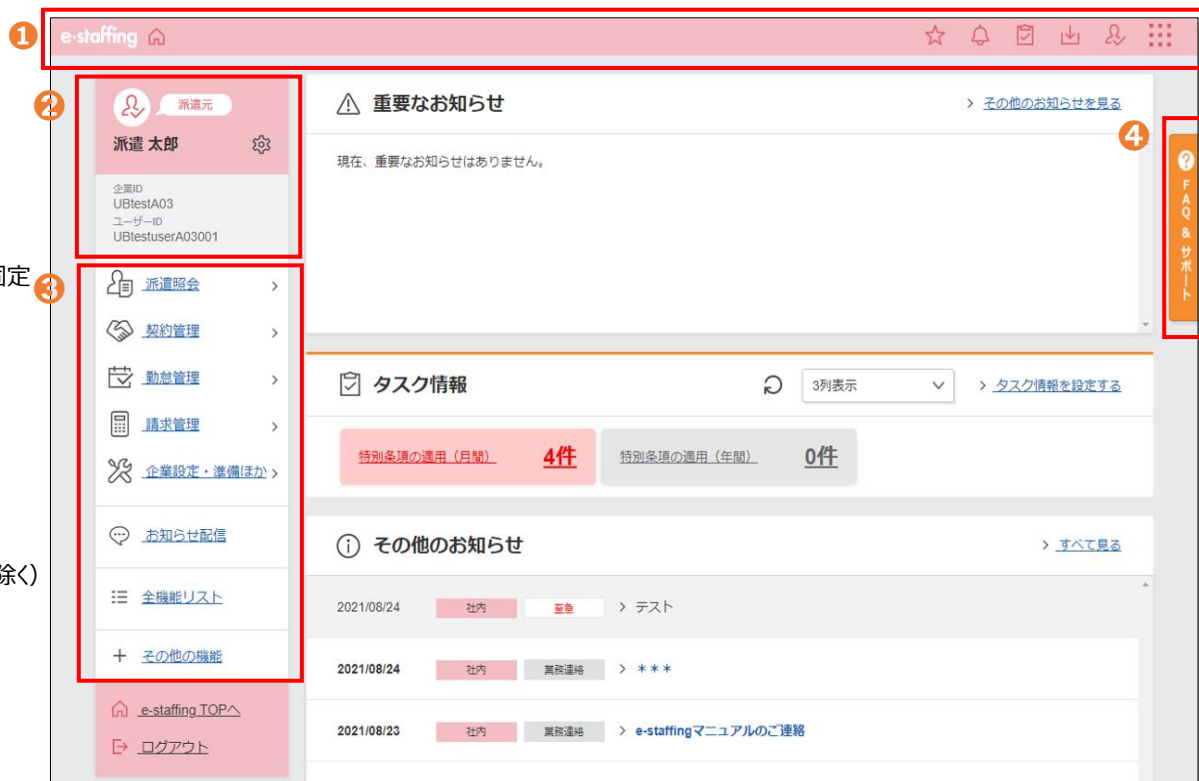 ❶
e-staffing
❷
派遣元
派遣 太郎
企業ID
UBtestA03
ユーザーID
UBtestuserA03001
固定
❸
派遣照会
契約管理
勤怠管理
請求管理
企業設定・準備ほか
お知らせ配信
除く)
全機能リスト
その他の機能
e-staffing TOPへ
ログアウト
重要なお知らせ
その他のお知らせを見る
現在、重要なお知らせはありません。
❹
FAQ & サポート
タスク情報
3列表示
タスク情報を設定する
特別条項の適用(月間) 4件
特別条項の適用(年間) 0件
その他のお知らせ
すべて見る
2021/08/24 社内 至急 > テスト
2021/08/24 社内 業務連絡 > ***
2021/08/23 社内 業務連絡 > e-staffingマニュアルのご連絡